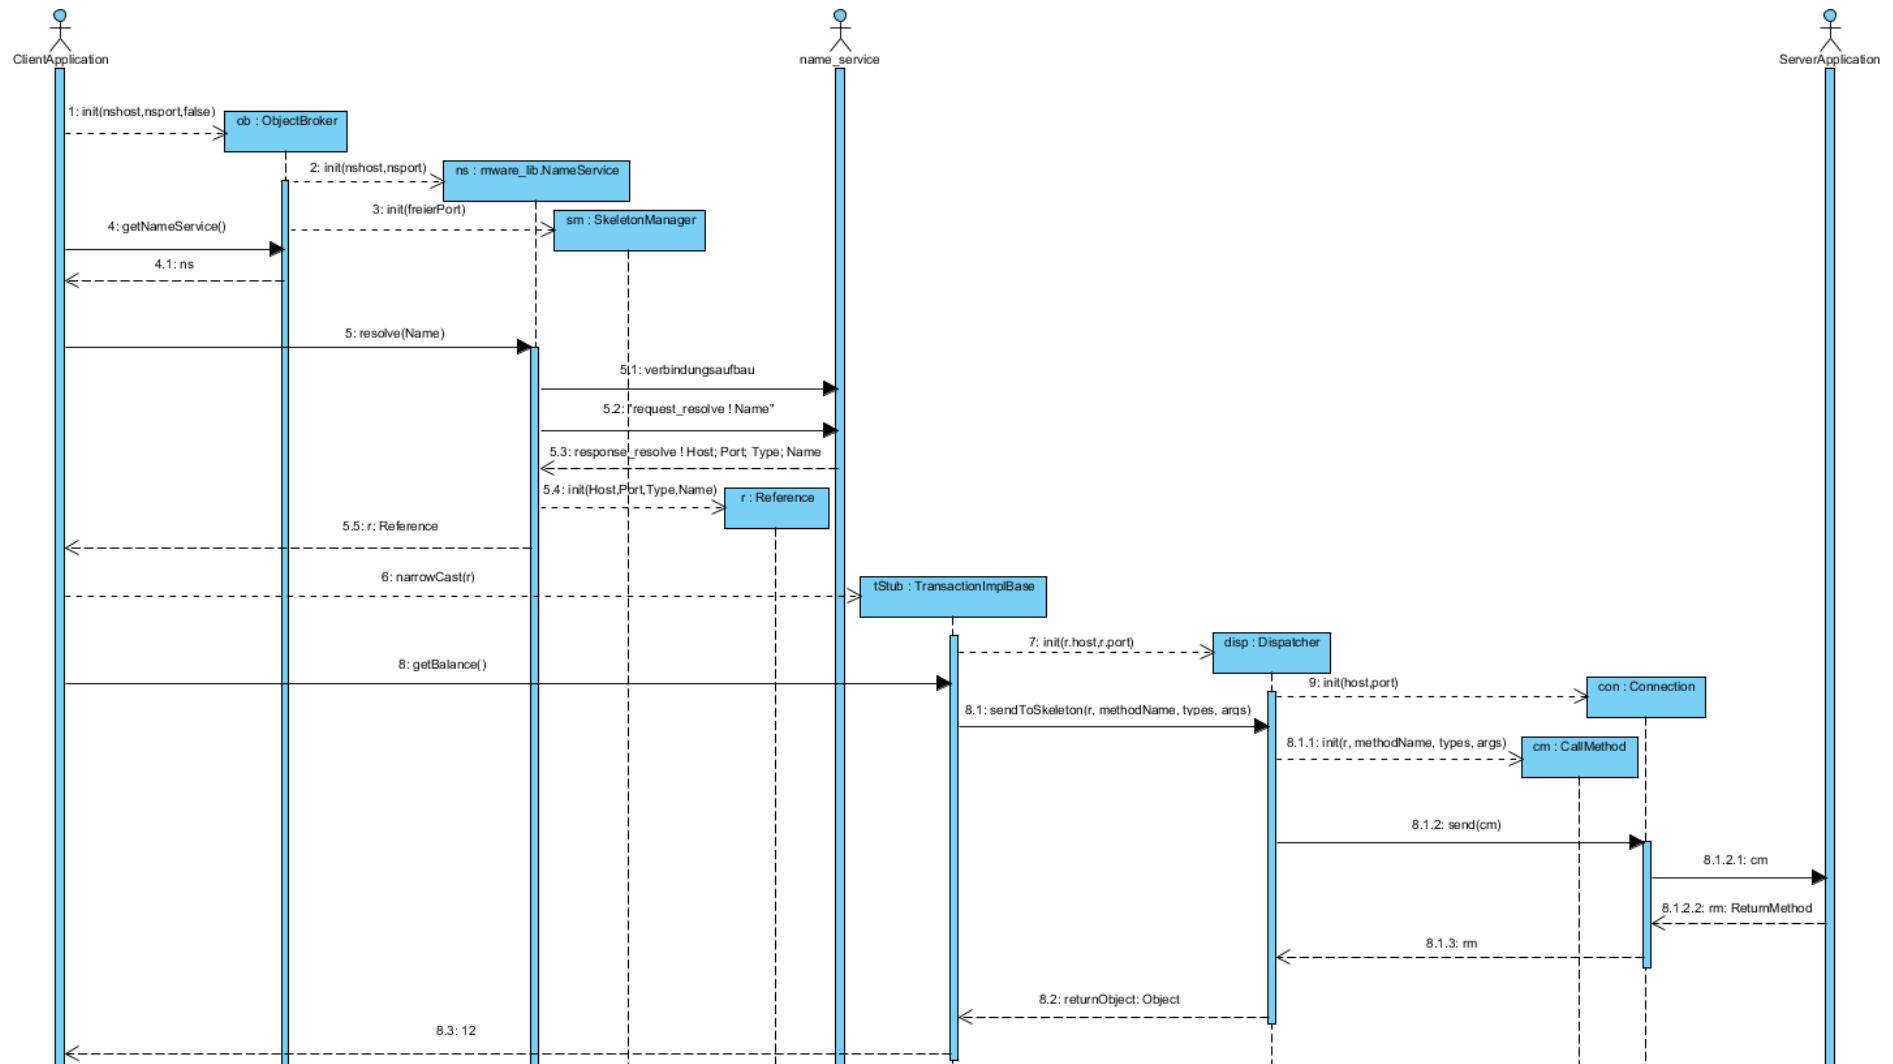 ClientApplication
name_service
ServerApplication
1: init(nshost,nsport,false)
ob : ObjectBroker
2: init(nshost,nsport)
ns : mware_lib.NameService
3: init(freierPort)
sm : SkeletonManager
4: getNameService()
4.1: ns
5: resolve(Name)
5.1: verbindungsaufbau
5.2: "request_resolve ! Name"
5.3: response_resolve ! Host; Port; Type; Name
5.4: init(Host,Port,Type,Name)
r : Reference
5.5: r: Reference
6: narrowCast(r)
tStub : TransactionImplBase
7: init(r.host,r.port)
disp : Dispatcher
8: getBalance()
9: init(host,port)
con : Connection
8.1: sendToSkeleton(r, methodName, types, args)
8.1.1: init(r, methodName, types, args)
cm : CallMethod
8.1.2: send(cm)
8.1.2.1: cm
8.1.2.2: rm: ReturnMethod
8.1.3: rm
8.2: returnObject: Object
8.3: 12